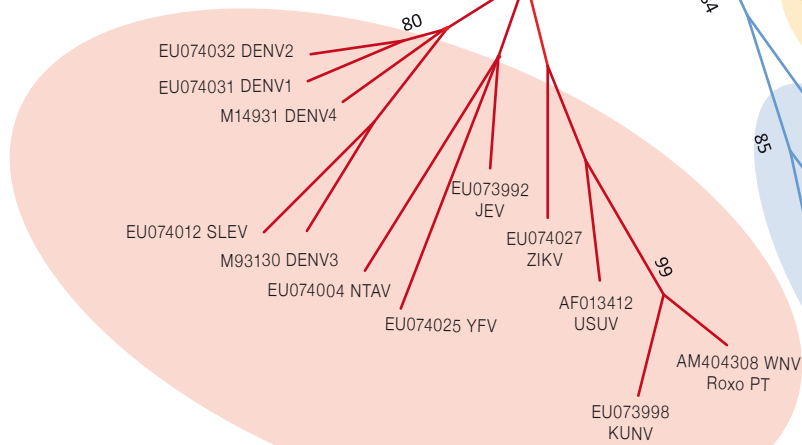 80
EU074032 DENV2
EU074031 DENV1
M14931 DENV4
85
EU073992
JEV
EU074012 SLEV
M93130 DENV3
EU074027
ZIKV
EU074004 NTAV
99
AF013412
USUV
EU074025 YFV
AM404308 WNV
Roxo PT
EU073998
KUNV